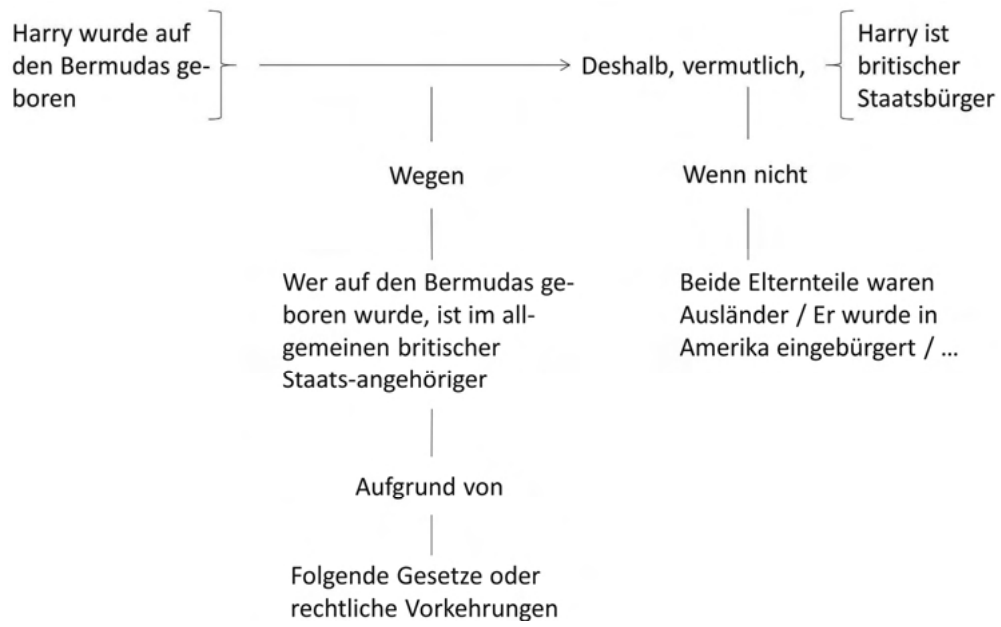 Harry wurde auf
den Bermudas ge-
boren
Deshalb, vermutlich,
Harry ist
britischer
Staatsbürger
Wegen
Wenn nicht
Wer auf den Bermudas ge-
boren wurde, ist im all-
gemeinen britischer
Staats-angehöriger
Beide Elternteile waren
Ausländer / Er wurde in
Amerika eingebürgert / ...
Aufgrund von
Folgende Gesetze oder
rechtliche Vorkehrungen